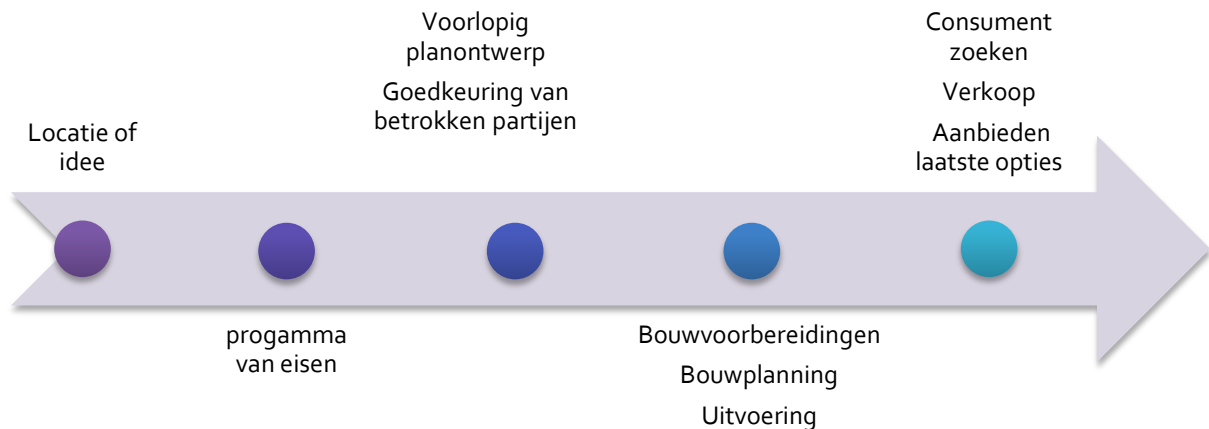 Locatie of
idee
progamma
van eisen
Voorlopig
planontwerp
Goedkeuring van
betrokken partijen
Bouwvoorbereidingen
Bouwplanning
Uitvoering
Consument
zoeken
Verkoop
Aanbieden
laatste opties